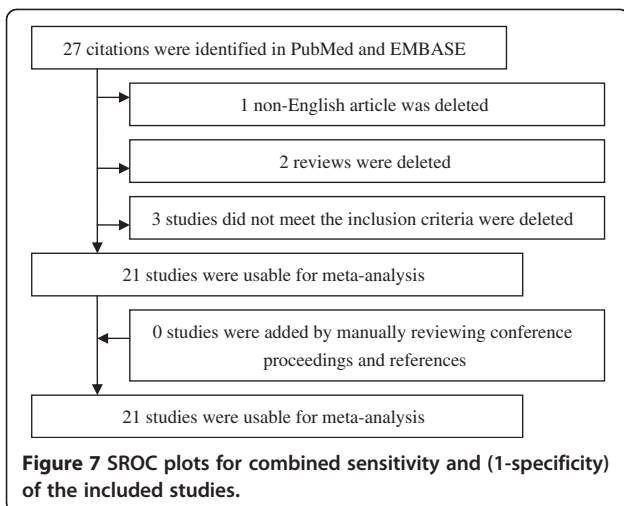 27 citations were identified in PubMed and EMBASE
1 non-English article was deleted
2 reviews were deleted
3 studies did not meet the inclusion criteria were deleted
21 studies were usable for meta-analysis
0 studies were added by manually reviewing conference
proceedings and references
21 studies were usable for meta-analysis
Figure 7 SROC plots for combined sensitivity and (1-specificity)
of the included studies.